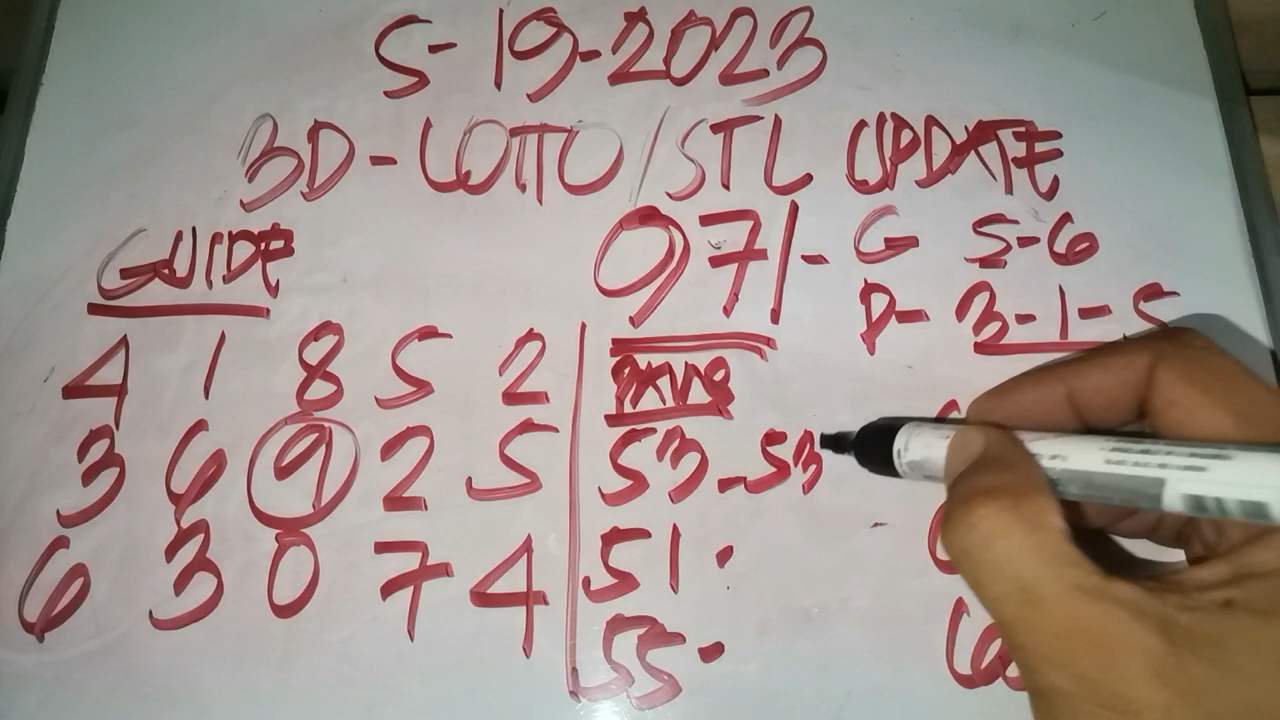 5-19-2023
3D-LOTTO/STL UPDATE
GUIDE
4 1 8 5 2
3 6 9 2 5
6 3 0 7 4
071- G 5-6
D- 3-1-5
PAIRS
53-53
51.
55.